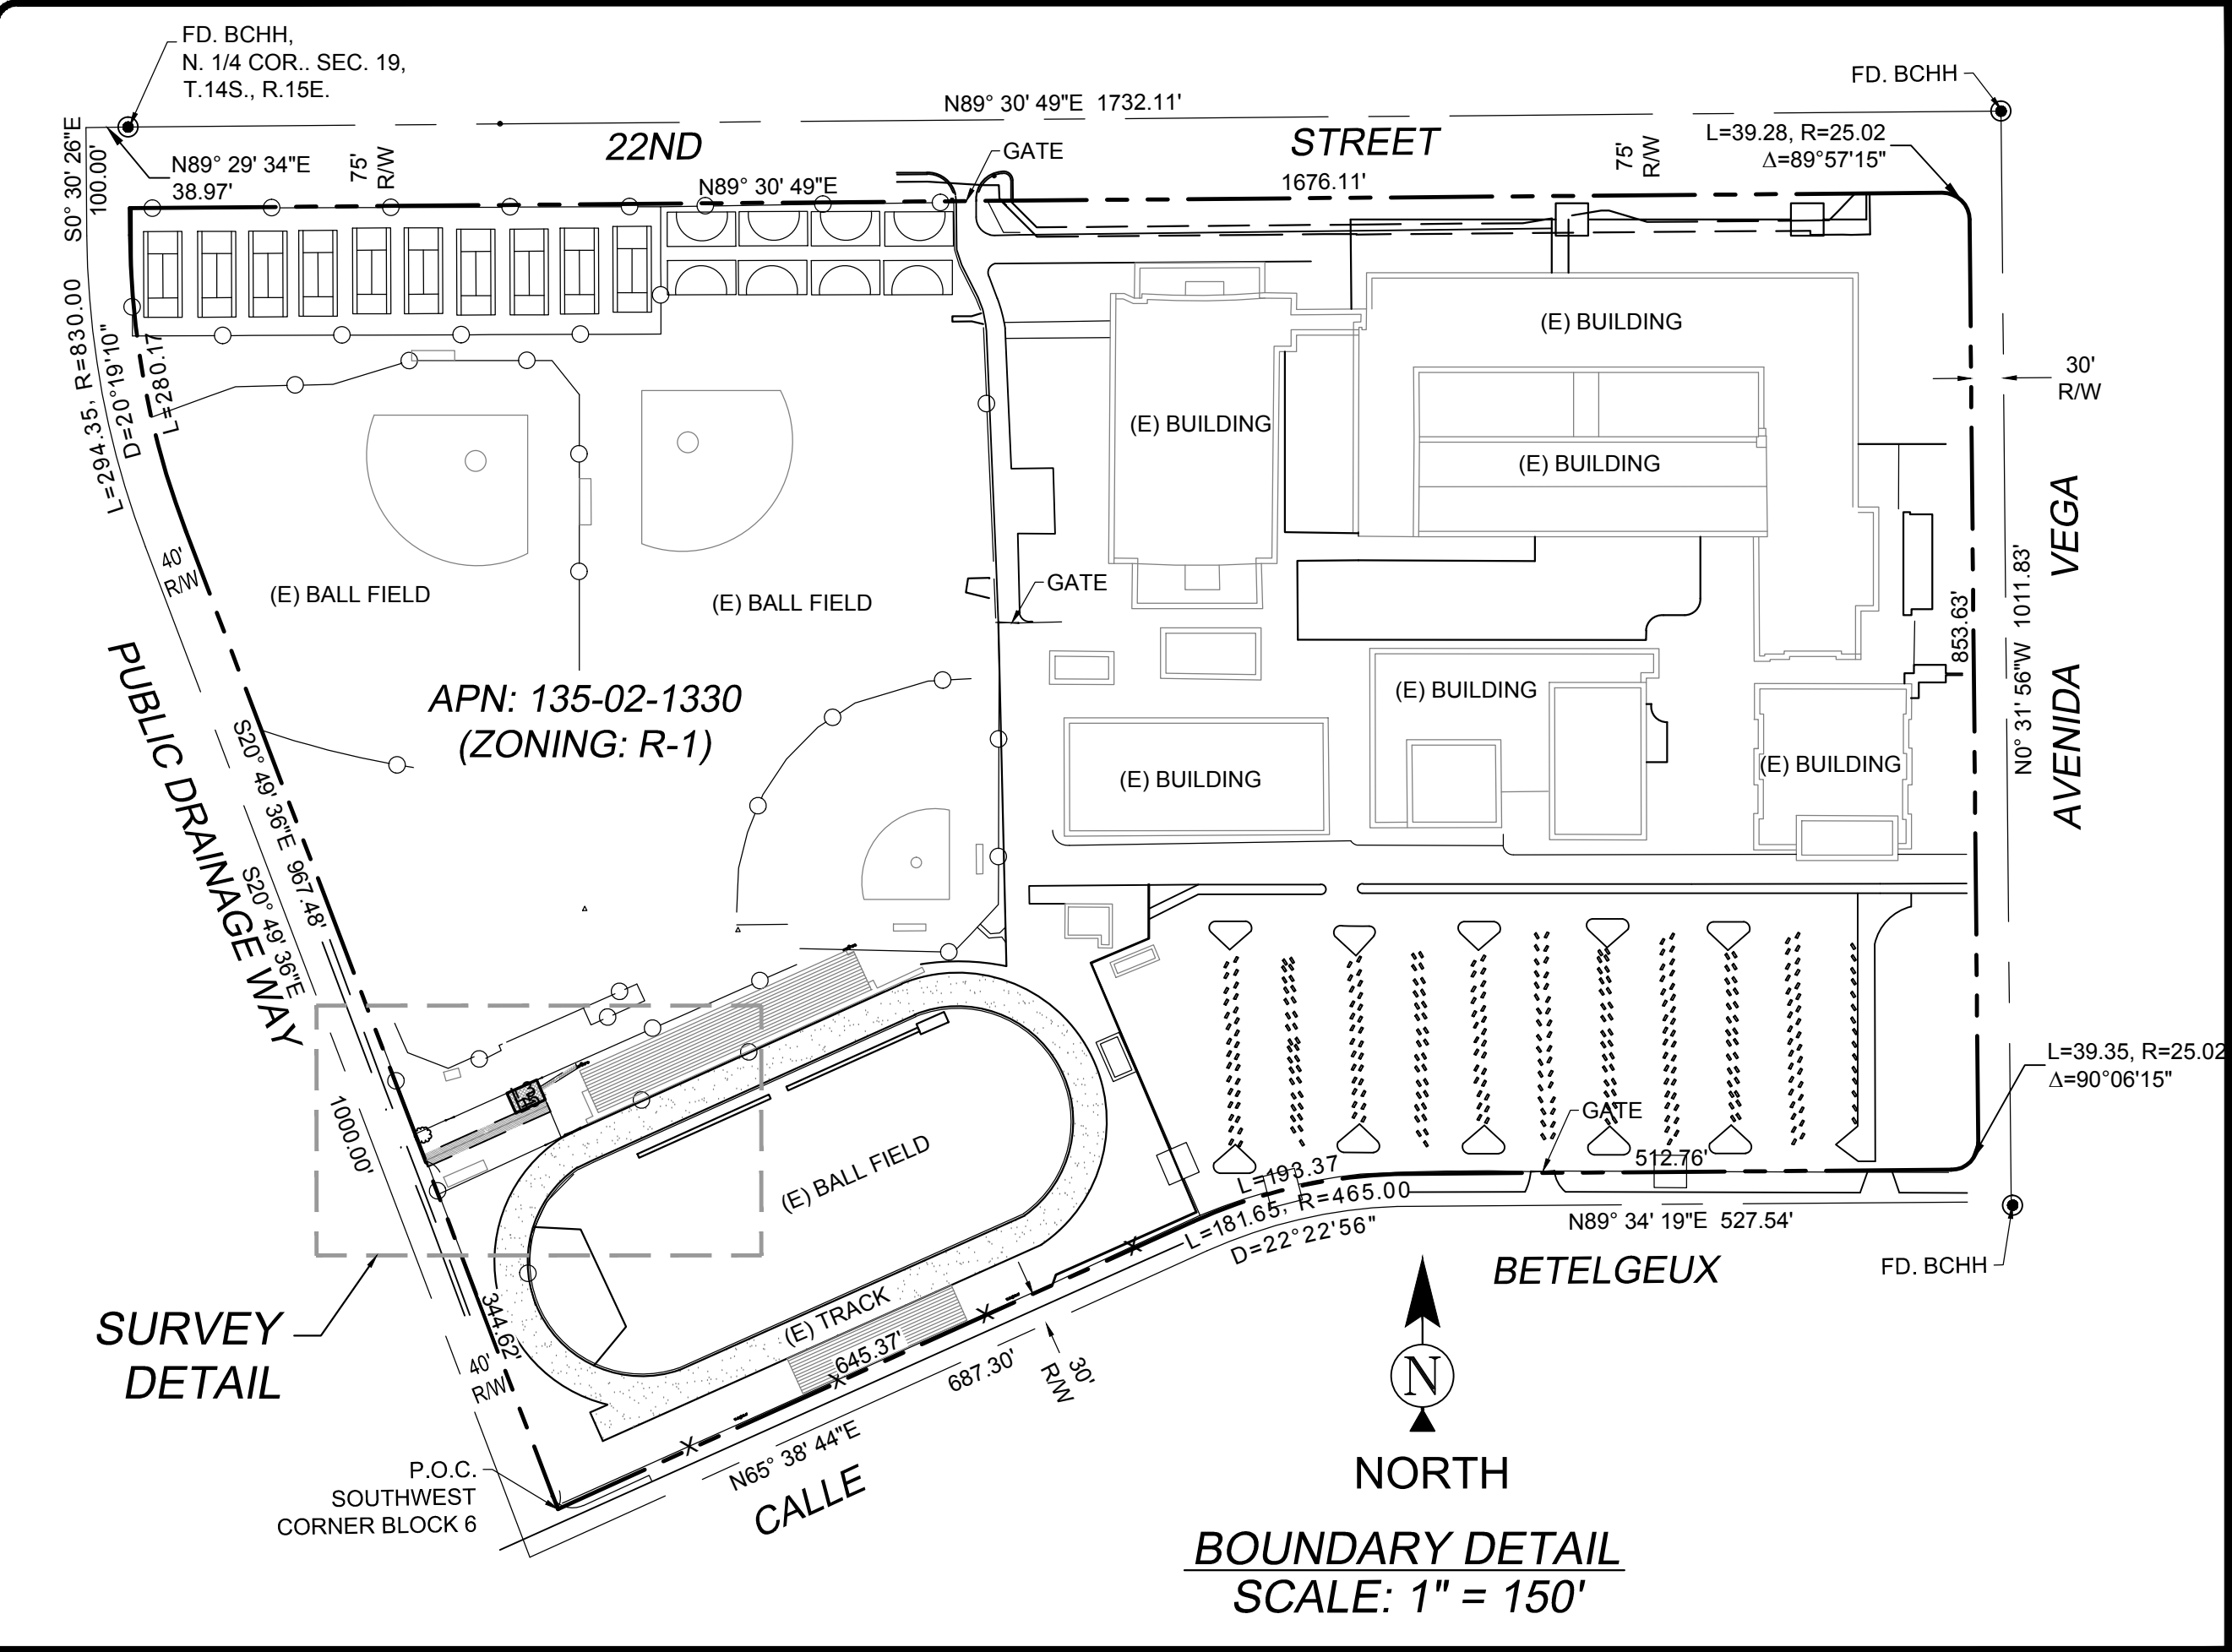 FD. BCHH,
N. 1/4 COR.. SEC. 19,
T.14S., R.15E.
FD. BCHH
N89° 30' 49"E 1732.11'
22ND
STREET
L=39.28, R=25.02
Δ=89°57'15"
S0° 30' 26"E
100.00'
N89° 29' 34"E
38.97'
75'
R/W
N89° 30' 49"E
GATE
1676.11'
75'
R/W
L=294.35, R=830.00
D=20°19'10"
L=280.17
(E) BUILDING
(E) BUILDING
(E) BUILDING
30'
R/W
40'
R/W
(E) BALL FIELD
(E) BALL FIELD
GATE
AVENIDA VEGA
N0° 31' 56"W 1011.83'
853.63'
PUBLIC DRAINAGE WAY
APN: 135-02-1330
(ZONING: R-1)
S20° 49' 36"E 967.48'
S20° 49' 36"E
1000.00'
(E) BUILDING
(E) BUILDING
(E) BUILDING
L=39.35, R=25.02
Δ=90°06'15"
GATE
512.76'
(E) BALL FIELD
L=193.37
L=181.65, R=465.00
D=22°22'56"
N89° 34' 19"E 527.54'
FD. BCHH
BETELGEUX
SURVEY
DETAIL
344.62'
40'
R/W
(E) TRACK
645.37'
687.30'
30'
R/W
N65° 38' 44"E
CALLE
P.O.C.
SOUTHWEST
CORNER BLOCK 6
N
NORTH
BOUNDARY DETAIL
SCALE: 1" = 150'